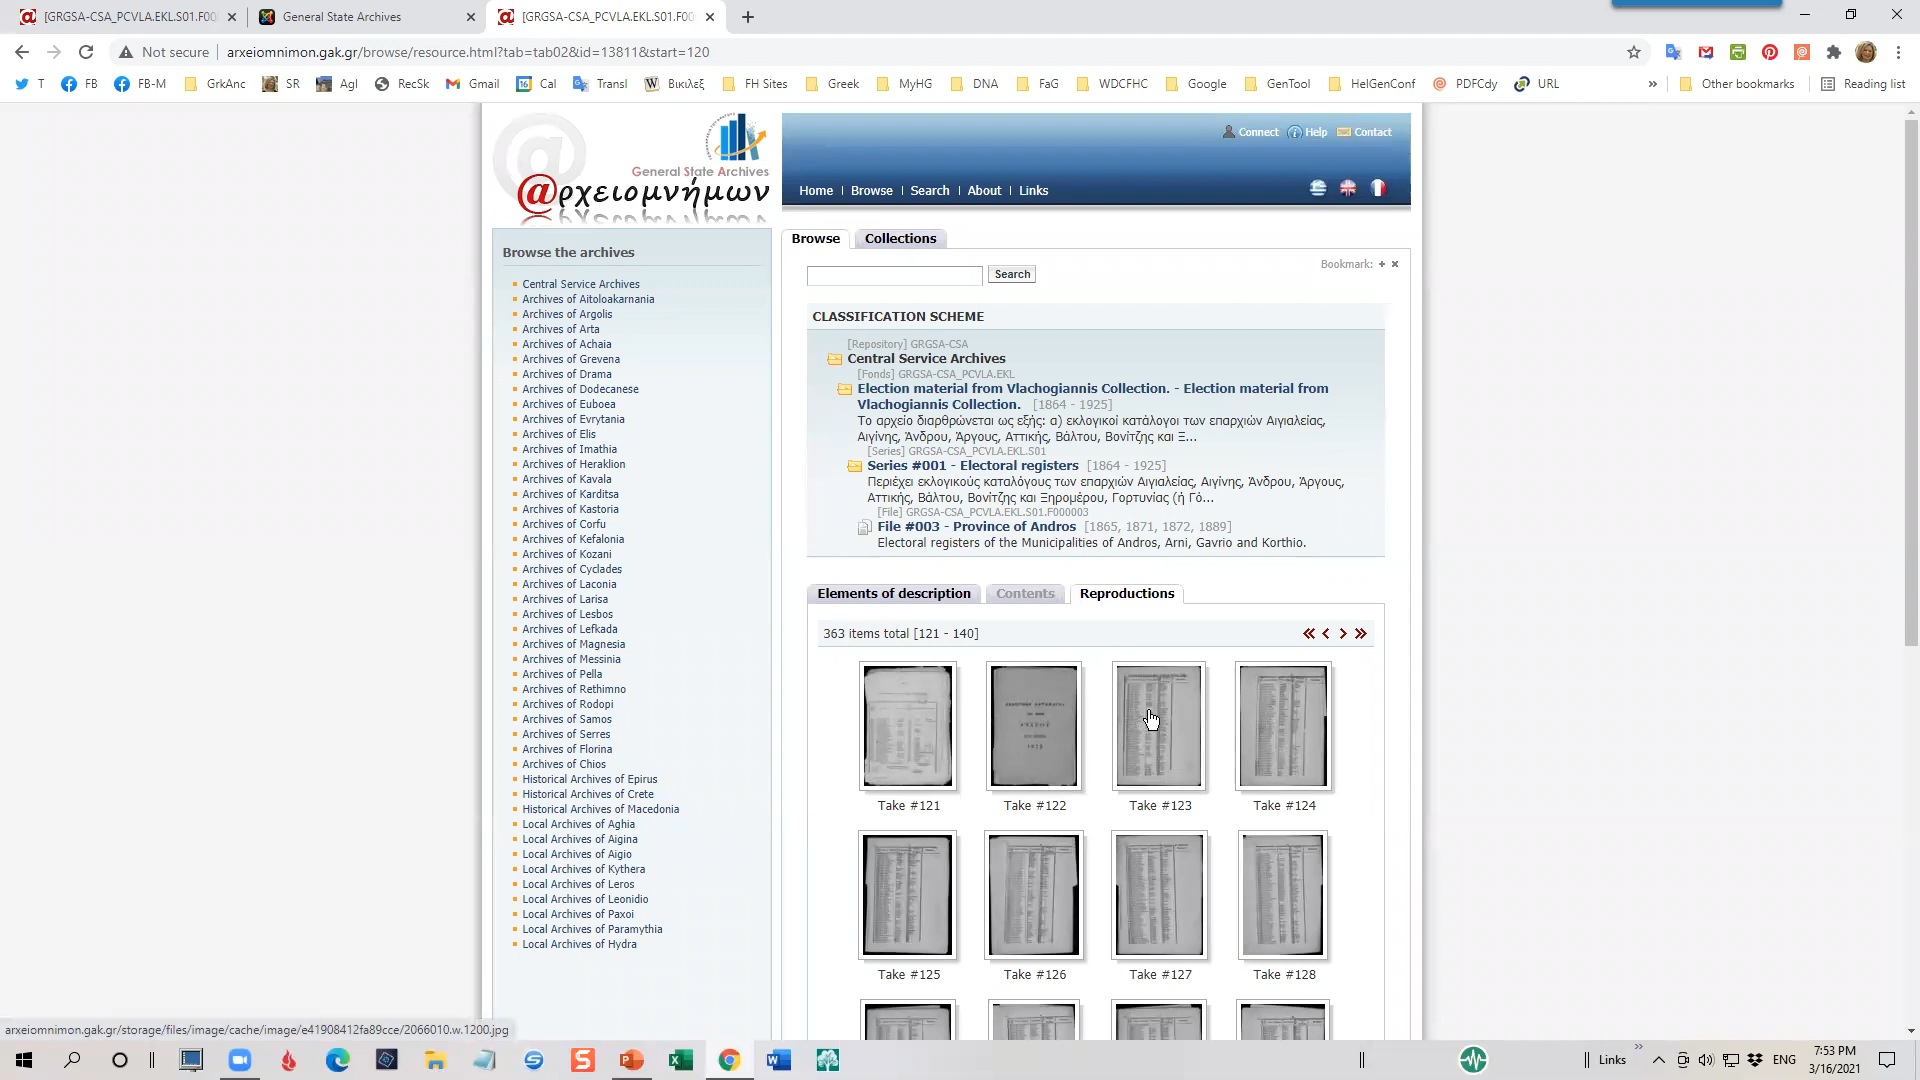 [GRGSA-CSA_PCVLA.EKL.S01.F00
General State Archives
[GRGSA-CSA_PCVLA.EKL.S01.F00
Not secure
arxeiomnimon.gak.gr/browse/resource.html?tab=tab02&id=13811&start=120
T
FB
FB-M
GrkAnc
SR
Agl
RecSk
Gmail
Cal
Transl
Βικιλεξ
FH Sites
Greek
MyHG
DNA
FaG
WDCFHC
Google
GenTool
HelGenConf
PDFCdy
URL
»
Other bookmarks
Reading list
General State Archives
@ρχειομνήμων
Connect
Help
Contact
Home | Browse | Search | About | Links
Browse the archives
Central Service Archives
Archives of Aitoloakarnania
Archives of Argolis
Archives of Arta
Archives of Achaia
Archives of Grevena
Archives of Drama
Archives of Dodecanese
Archives of Euboea
Archives of Evrytania
Archives of Elis
Archives of Imathia
Archives of Heraklion
Archives of Kavala
Archives of Karditsa
Archives of Kastoria
Archives of Corfu
Archives of Kefalonia
Archives of Kozani
Archives of Cyclades
Archives of Laconia
Archives of Larisa
Archives of Lesbos
Archives of Lefkada
Archives of Magnesia
Archives of Messinia
Archives of Pella
Archives of Rethimno
Archives of Rodopi
Archives of Samos
Archives of Serres
Archives of Florina
Archives of Chios
Historical Archives of Epirus
Historical Archives of Crete
Historical Archives of Macedonia
Local Archives of Aghia
Local Archives of Aigina
Local Archives of Aigio
Local Archives of Kythera
Local Archives of Leros
Local Archives of Leonidio
Local Archives of Paxoi
Local Archives of Paramythia
Local Archives of Hydra
Browse
Collections
Bookmark: + ×
Search
CLASSIFICATION SCHEME
[Repository] GRGSA-CSA
Central Service Archives
[Fonds] GRGSA-CSA_PCVLA.EKL
Election material from Vlachogiannis Collection. - Election material from
Vlachogiannis Collection. [1864 - 1925]
Το αρχείο διαρθρώνεται ως εξής: α) εκλογικοί κατάλογοι των επαρχιών Αιγιαλείας,
Αιγίνης, Άνδρου, Άργους, Αττικής, Βάλτου, Βονίτζης και Ξ...
[Series] GRGSA-CSA_PCVLA.EKL.S01
Series #001 - Electoral registers [1864 - 1925]
Περιέχει εκλογικούς καταλόγους των επαρχιών Αιγιαλείας, Αιγίνης, Άνδρου, Άργους,
Αττικής, Βάλτου, Βονίτζης και Ξηρομέρου, Γορτυνίας (ή Γό...
[File] GRGSA-CSA_PCVLA.EKL.S01.F000003
File #003 - Province of Andros [1865, 1871, 1872, 1889]
Electoral registers of the Municipalities of Andros, Arni, Gavrio and Korthio.
Elements of description
Contents
Reproductions
363 items total [121 - 140]
Take #121
Take #122
Take #123
Take #124
Take #125
Take #126
Take #127
Take #128
arxeiomnimon.gak.gr/storage/files/image/cache/image/e41908412fa89cce/2066010.w.1200.jpg
Links
ENG
7:53 PM
3/16/2021